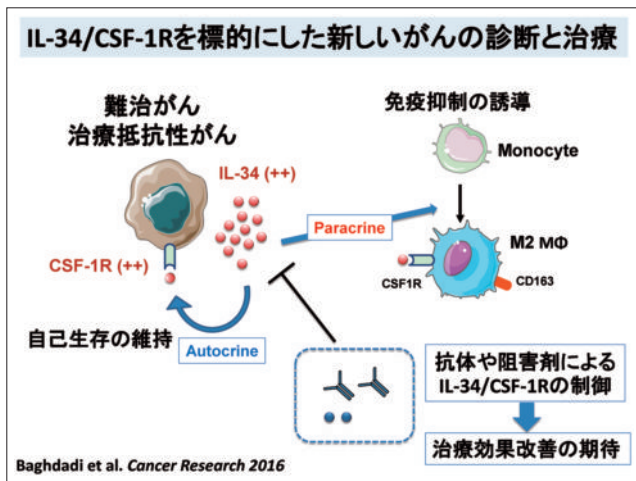 IL-34/CSF-1Rを標的にした新しいがんの診断と治療
難治がん
治療抵抗性がん
IL-34 (++)
CSF-1R (++)
自己生存の維持
Autocrine
Paracrine
免疫抑制の誘導
Monocyte
M2 MΦ
CSF1R
CD163
抗体や阻害剤による
IL-34/CSF-1Rの制御
治療効果改善の期待
Baghdadi et al. Cancer Research 2016